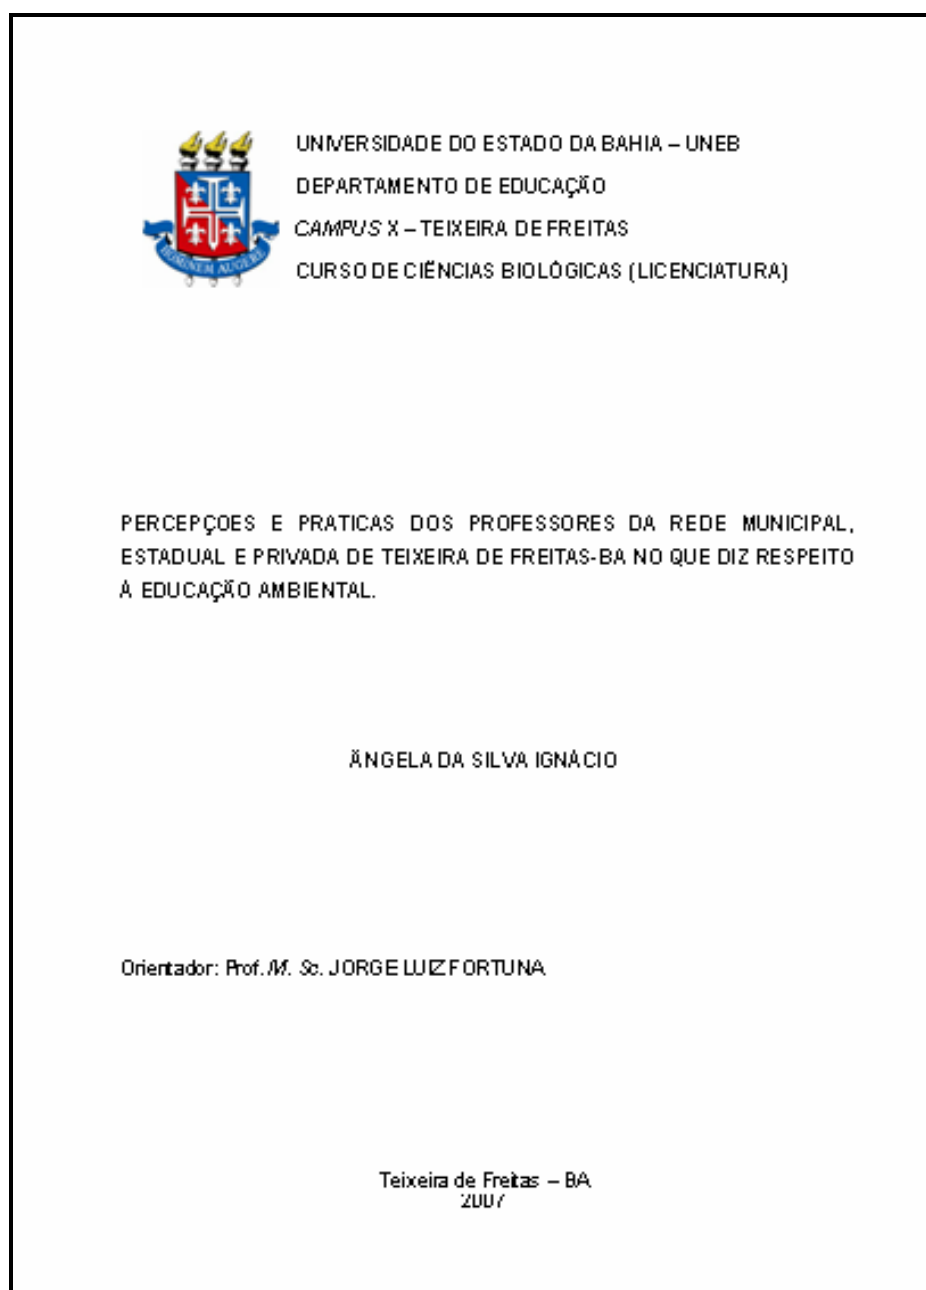 UNIVERSIDADE DO ESTADO DA BAHIA – UNEB
DEPARTAMENTO DE EDUCAÇÃO
CAMPUS X – TEIXEIRA DE FREITAS
CURSO DE CIÊNCIAS BIOLÓGICAS (LICENCIATURA)
HOMINEM AUGERE
PERCEPÇOES E PRATICAS DOS PROFESSORES DA REDE MUNICIPAL,
ESTADUAL E PRIVADA DE TEIXEIRA DE FREITAS-BA NO QUE DIZ RESPEITO
À EDUCAÇÃO AMBIENTAL.
ÂNGELA DA SILVA IGNÁCIO
Orientador: Prof. M. Sc. JORGE LUIZ FORTUNA
Teixeira de Freitas – BA
2007